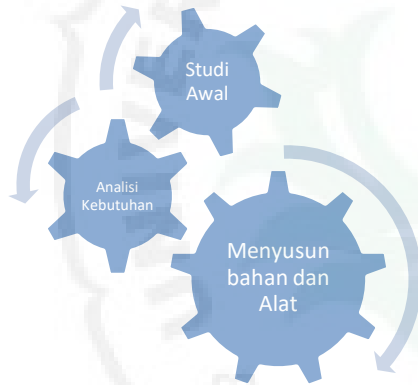 Studi
Awal
Analisi
Kebutuhan
Menyusun
bahan dan
Alat